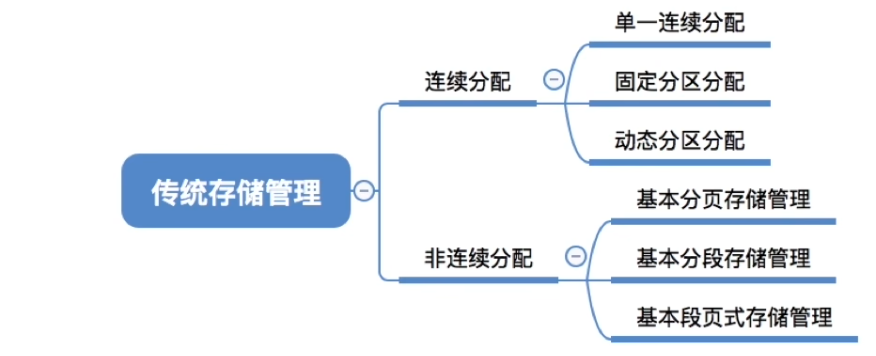 传统存储管理
连续分配
单一连续分配
固定分区分配
动态分区分配
非连续分配
基本分页存储管理
基本分段存储管理
基本段页式存储管理